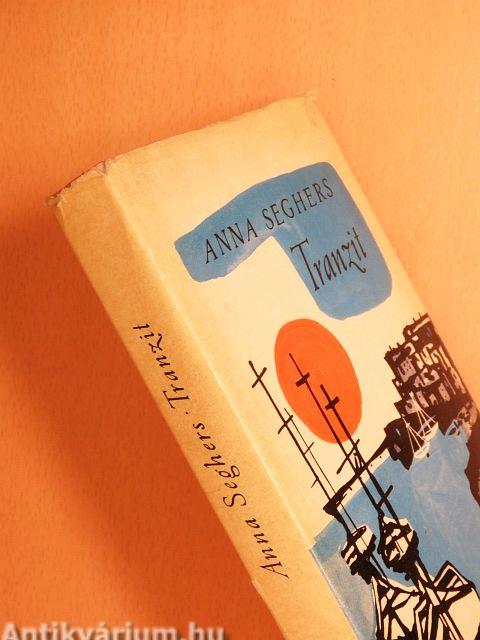 ANNA SEGHERS
Tranzit
Anna Seghers · Tranzit
Antikvárium.hu